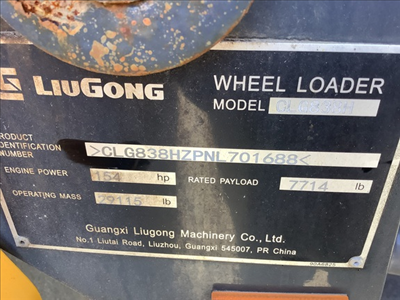 LIUGONG
WHEEL LOADER
MODEL
PRODUCT
IDENTIFICATION
NUMBER >CLG838HZPNL701688<
ENGINE POWER 154 hp RATED PAYLOAD 7714 lb
OPERATING MASS 29115 lb
Guangxi Liugong Machinery Co., Ltd.
No.1 Liutai Road, Liuzhou, Guangxi 545007, PR China